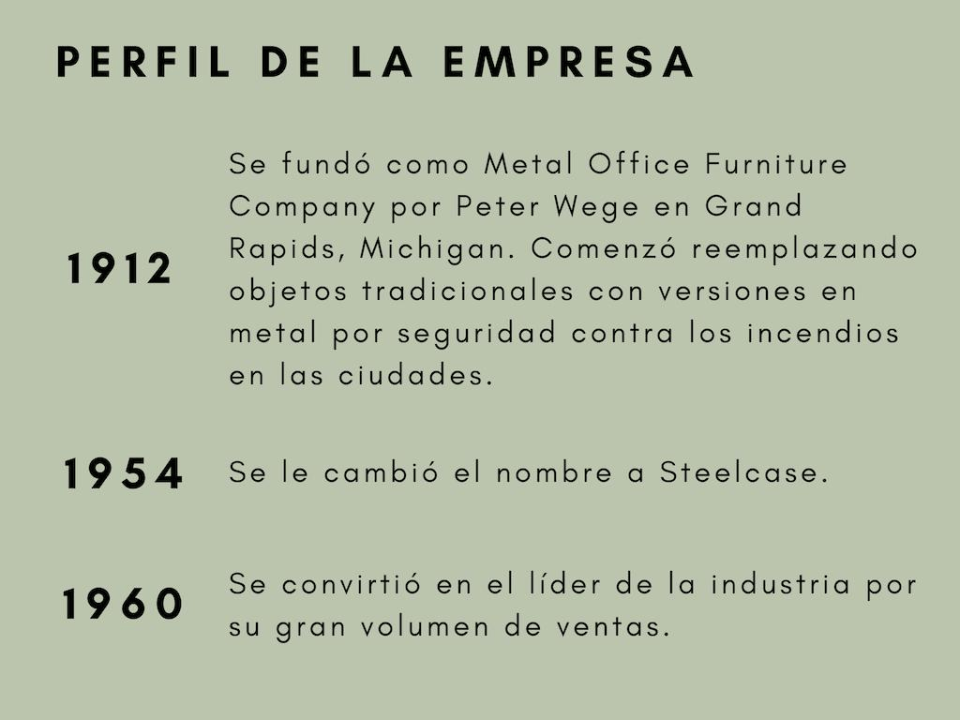 PERFIL DE LA EMPRESA
1912
Se fundó como Metal Office Furniture
Company por Peter Wege en Grand
Rapids, Michigan. Comenzó reemplazando
objetos tradicionales con versiones en
metal por seguridad contra los incendios
en las ciudades.
1954
Se le cambió el nombre a Steelcase.
1960
Se convirtió en el líder de la industria por
su gran volumen de ventas.